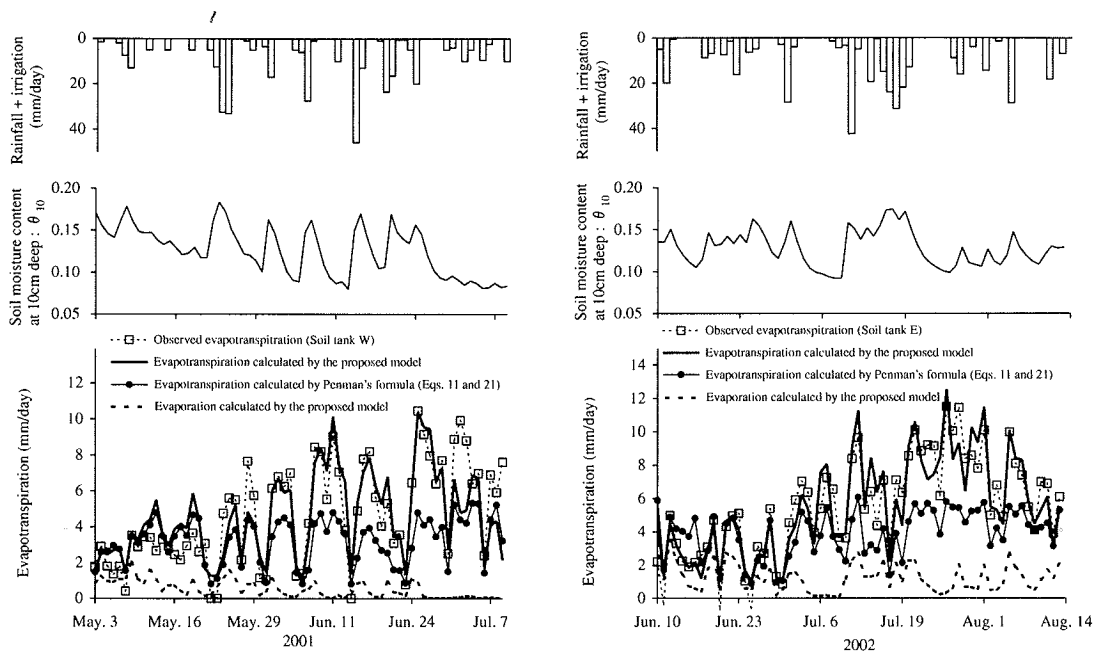 Rainfall + irrigation
(mm/day)
0
20
40
Soil moisture content
at 10cm deep : θ 10
0.20
0.15
0.10
0.05
Observed evapotranspiration (Soil tank W)
Evapotranspiration calculated by the proposed model
Evapotranspiration calculated by Penman's formula (Eqs. 11 and 21)
Evaporation calculated by the proposed model
Evapotranspiration (mm/day)
12
10
8
6
4
2
0
May. 3 May. 16 May. 29 Jun. 11 Jun. 24 Jul. 7
2001
Rainfall + irrigation
(mm/day)
0
20
40
Soil moisture content
at 10cm deep : θ 10
0.20
0.15
0.10
0.05
Observed evapotranspiration (Soil tank E)
Evapotranspiration calculated by the proposed model
Evapotranspiration calculated by Penman's formula (Eqs. 11 and 21)
Evaporation calculated by the proposed model
Evapotranspiration (mm/day)
14
12
10
8
6
4
2
0
Jun. 10 Jun. 23 Jul. 6 Jul. 19 Aug. 1 Aug. 14
2002